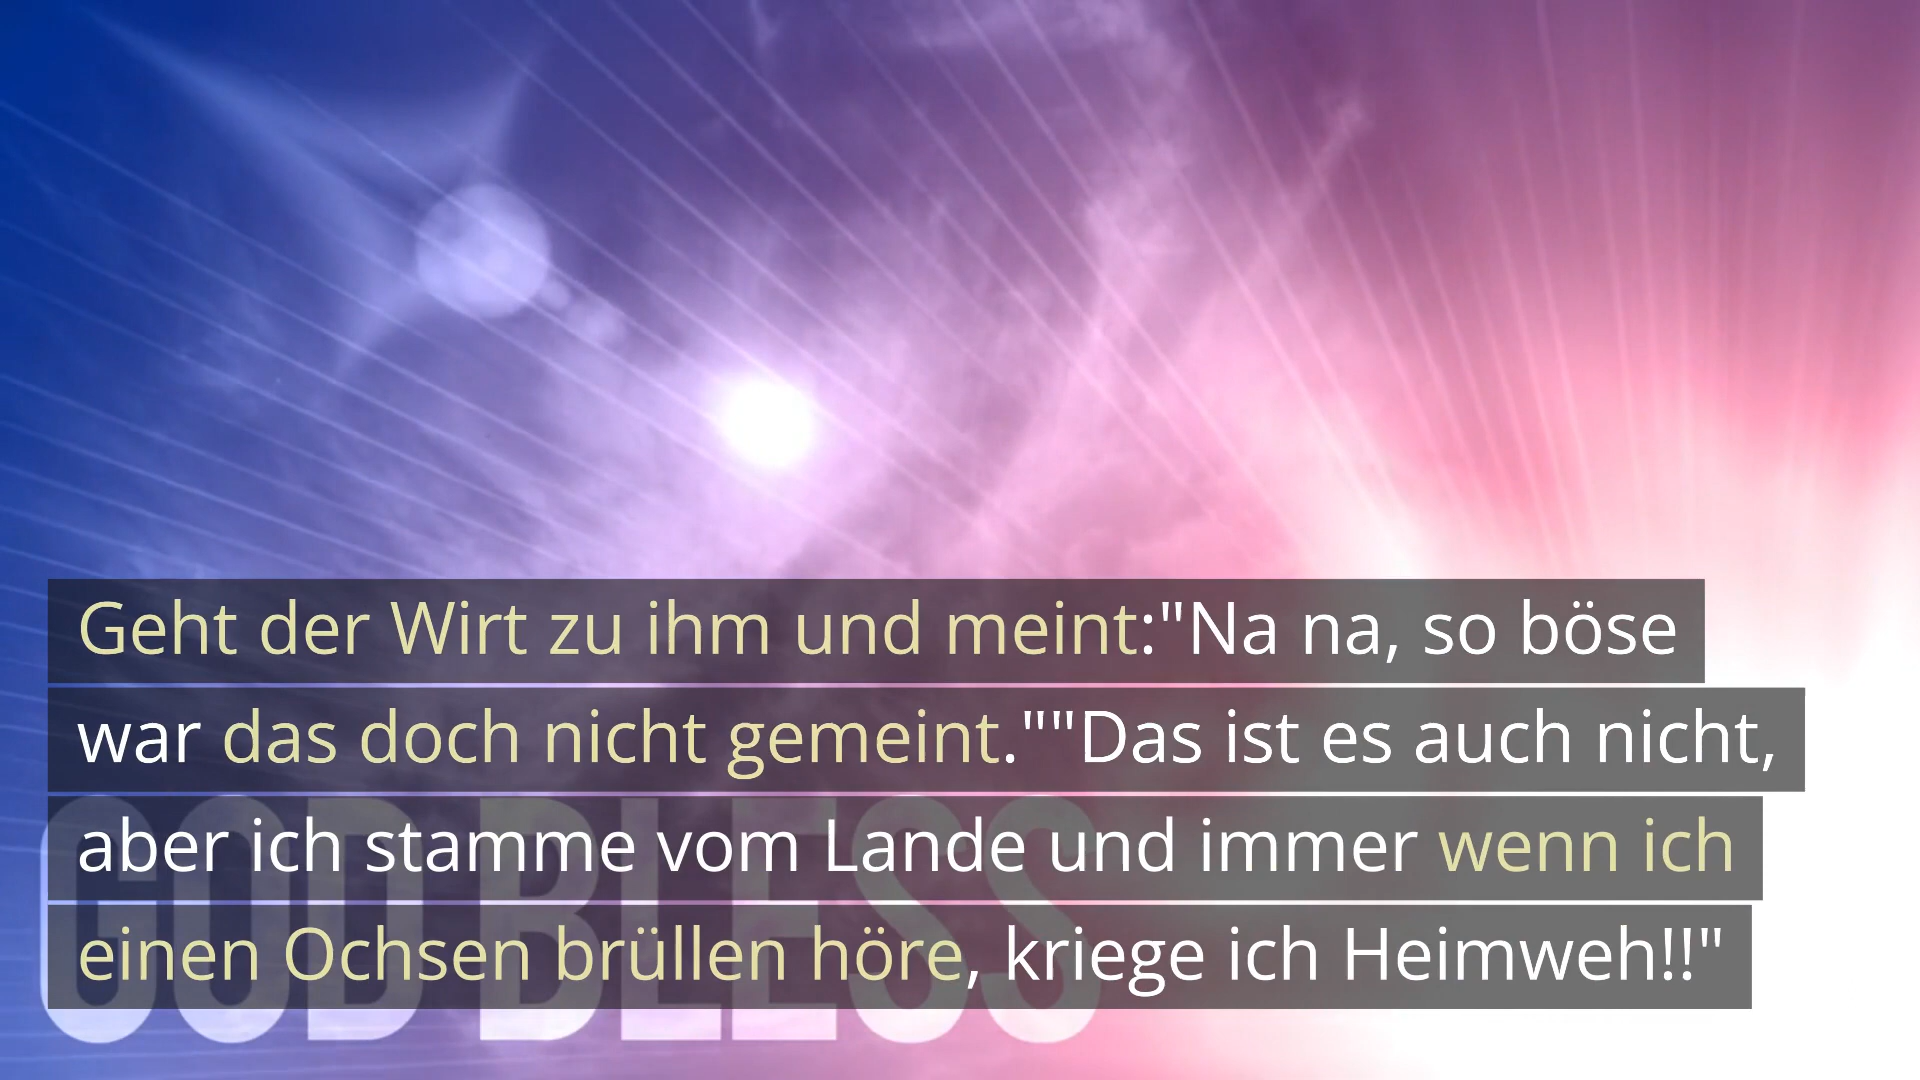 Geht der Wirt zu ihm und meint:"Na na, so böse
war das doch nicht gemeint.""Das ist es auch nicht,
aber ich stamme vom Lande und immer wenn ich
einen Ochsen brüllen höre, kriege ich Heimweh!!"
GOD BLESS